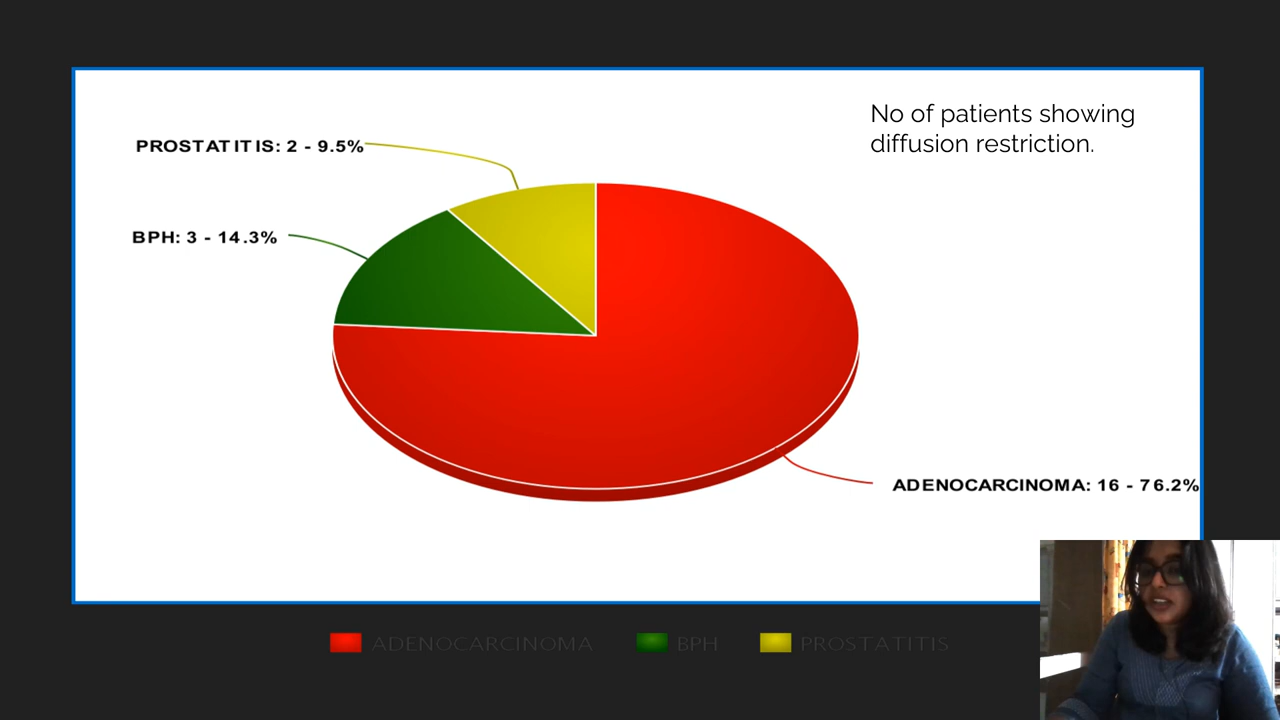 No of patients showing
diffusion restriction.
PROSTATITIS: 2 - 9.5%
BPH: 3 - 14.3%
ADENOCARCINOMA: 16 - 76.2%
ADENOCARCINOMA BPH PROSTATITIS